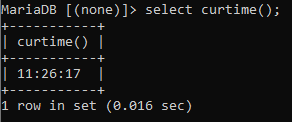 MariaDB [(none)]> select curtime();
+-----------+
| curtime() |
+-----------+
| 11:26:17  |
+-----------+
1 row in set (0.016 sec)